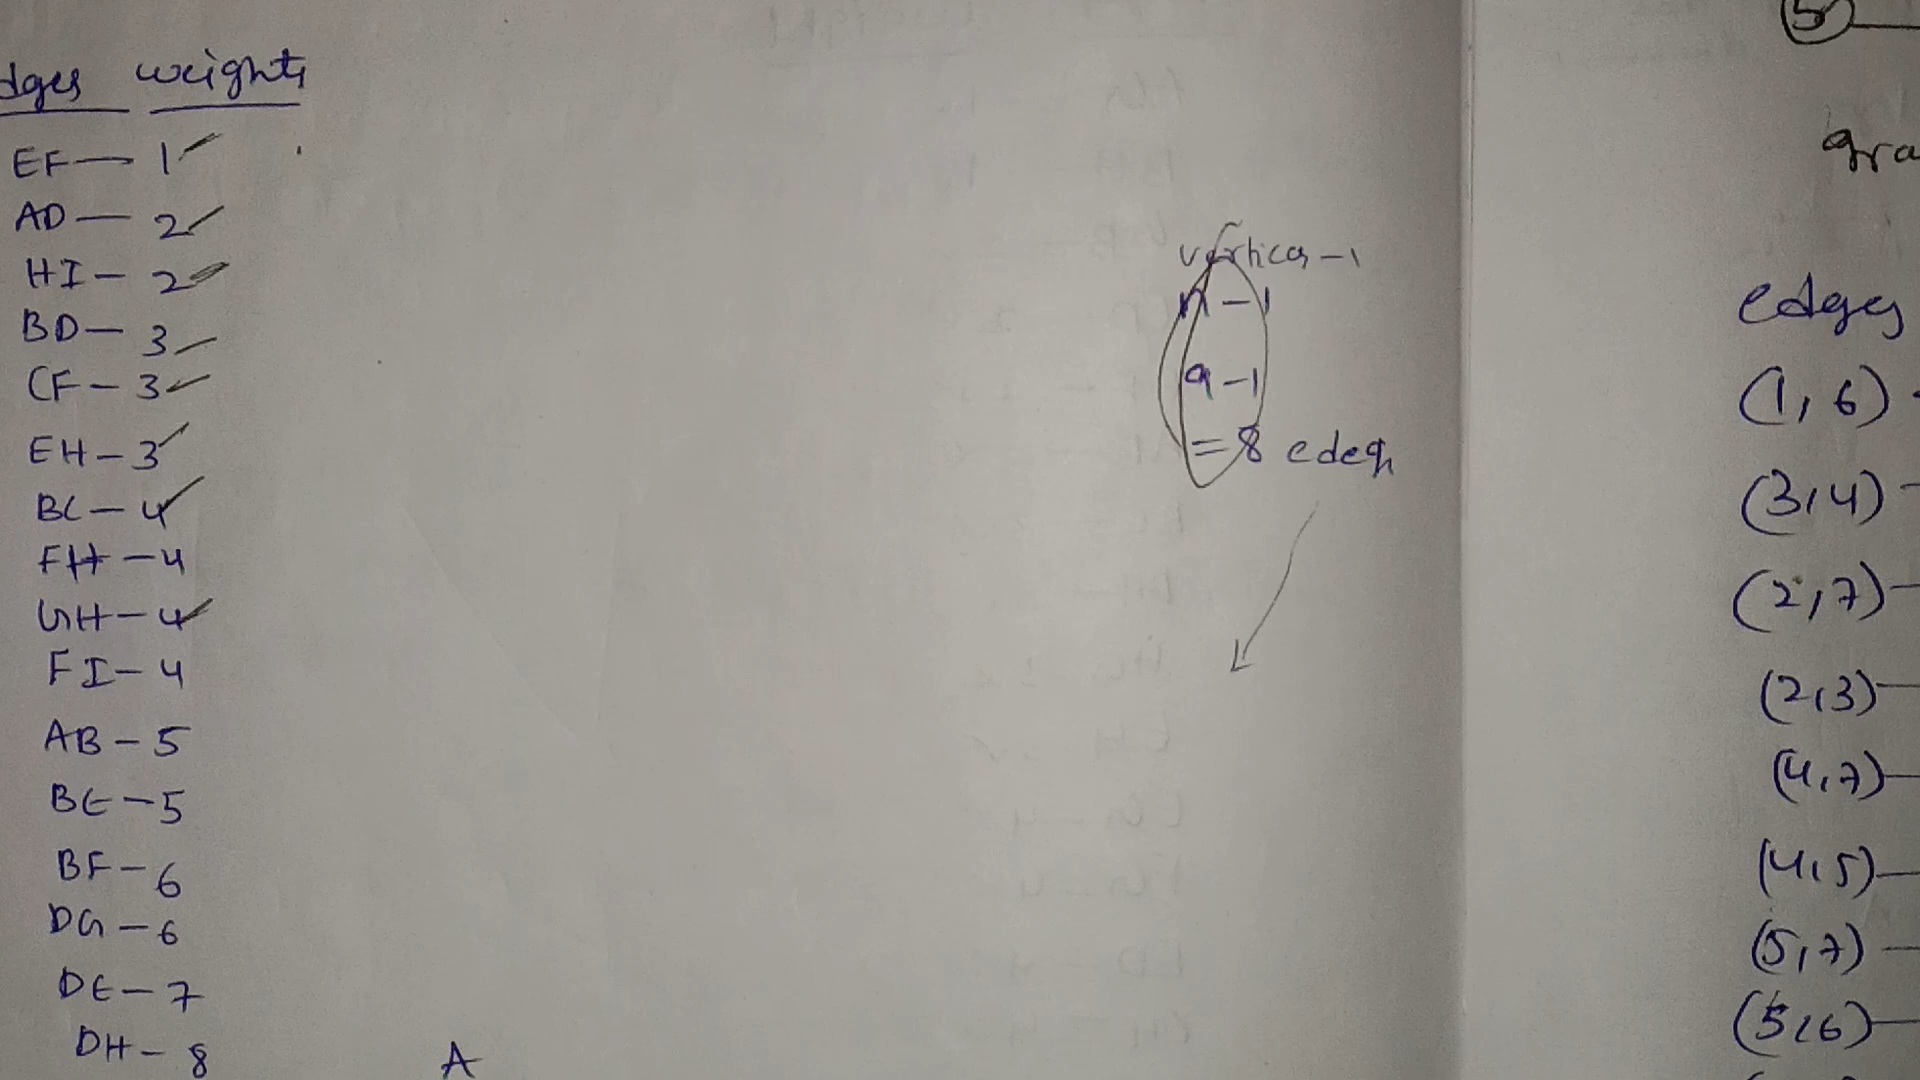 dges weights
EF — 1
AD — 2
HI — 2
BD — 3
CF — 3
EH — 3
BC — 4
FH — 4
GH — 4
FI — 4
AB — 5
BE — 5
BF — 6
DG — 6
DE — 7
DH — 8
A
vertices - 1
n - 1
9 - 1
= 8
5
gra
edges
(1,6)
(3,4) -
(2,7) -
(2,3) -
(4,7) -
(4,5) -
(5,7) -
(5,6) -